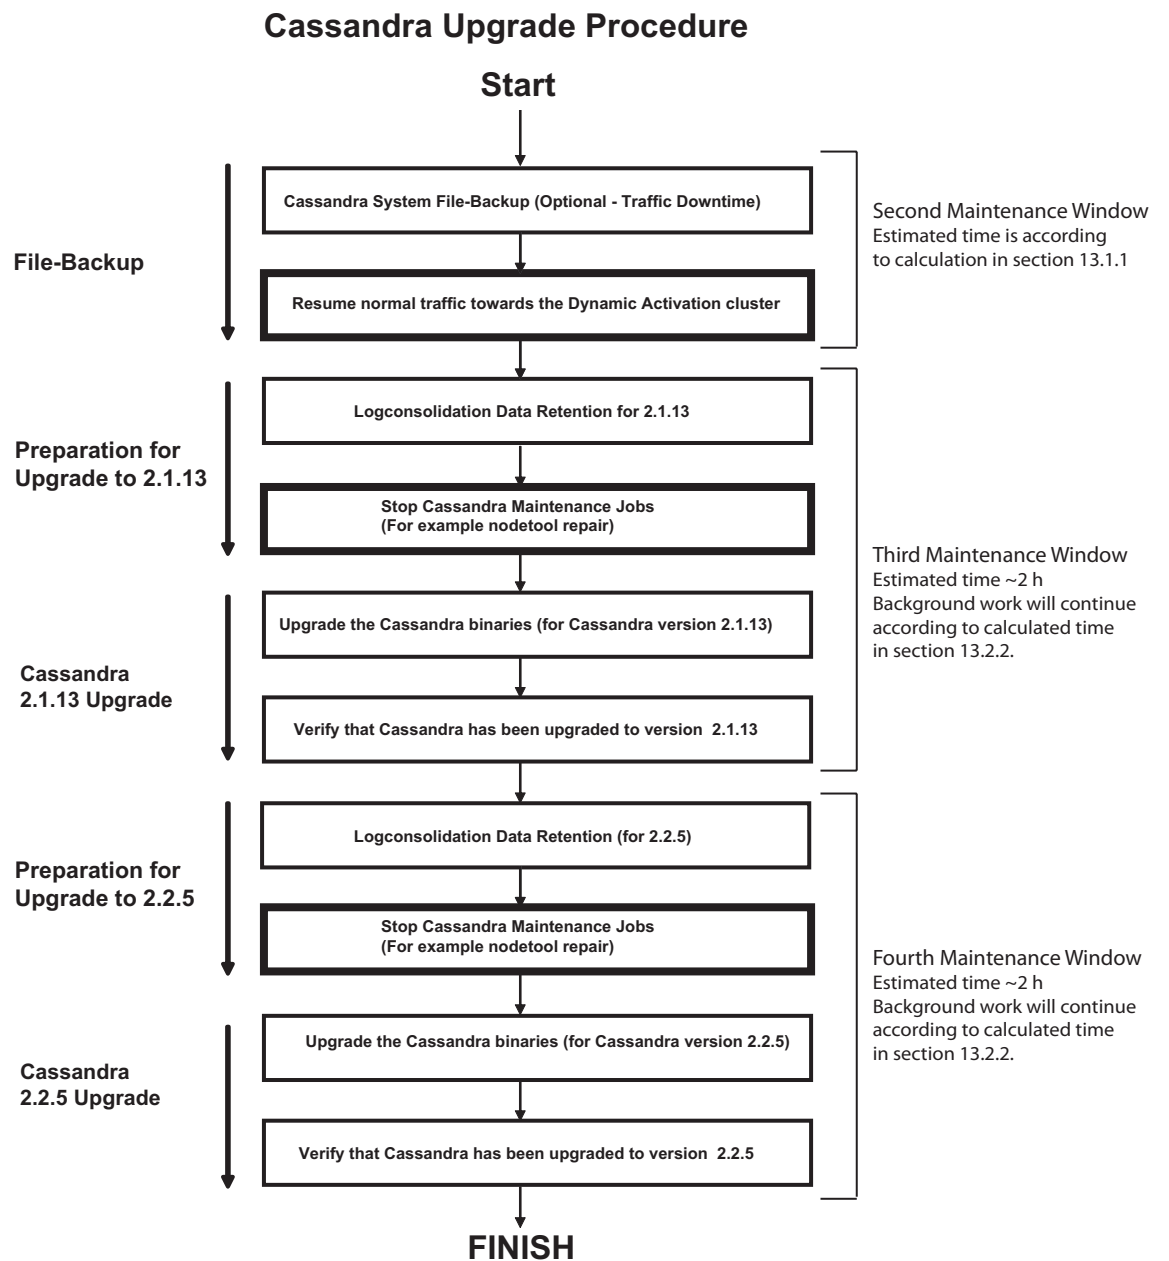 Cassandra Upgrade Procedure
Start
Cassandra System File-Backup (Optional - Traffic Downtime)
Second Maintenance Window
Estimated time is according
to calculation in section 13.1.1
File-Backup
Resume normal traffic towards the Dynamic Activation cluster
Logconsolidation Data Retention for 2.1.13
Preparation for
Upgrade to 2.1.13
Stop Cassandra Maintenance Jobs
(For example nodetool repair)
Third Maintenance Window
Estimated time ~2 h
Background work will continue
according to calculated time
in section 13.2.2.
Upgrade the Cassandra binaries (for Cassandra version 2.1.13)
Cassandra
2.1.13 Upgrade
Verify that Cassandra has been upgraded to version 2.1.13
Logconsolidation Data Retention (for 2.2.5)
Preparation for
Upgrade to 2.2.5
Stop Cassandra Maintenance Jobs
(For example nodetool repair)
Fourth Maintenance Window
Estimated time ~2 h
Background work will continue
according to calculated time
in section 13.2.2.
Upgrade the Cassandra binaries (for Cassandra version 2.2.5)
Cassandra
2.2.5 Upgrade
Verify that Cassandra has been upgraded to version 2.2.5
FINISH